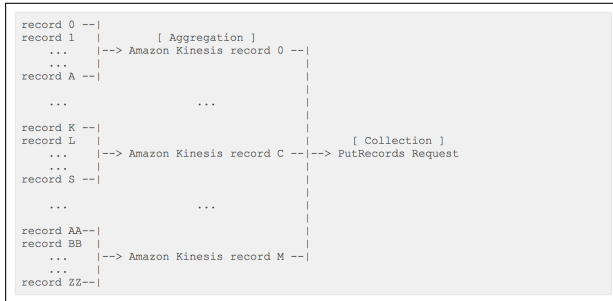 record 0 --|
record 1   |        [ Aggregation ]
    ...    |--> Amazon Kinesis record 0 --|
    ...    |                              |
record A --|                              |
                                          |
    ...                 ...               |
                                          |
record K --|                              |
record L   |                              |      [ Collection ]
    ...    |--> Amazon Kinesis record C --|--> PutRecords Request
    ...    |                              |
record S --|                              |
                                          |
    ...                 ...               |
                                          |
record AA--|                              |
record BB  |                              |
    ...    |--> Amazon Kinesis record M --|
    ...    |
record ZZ--|